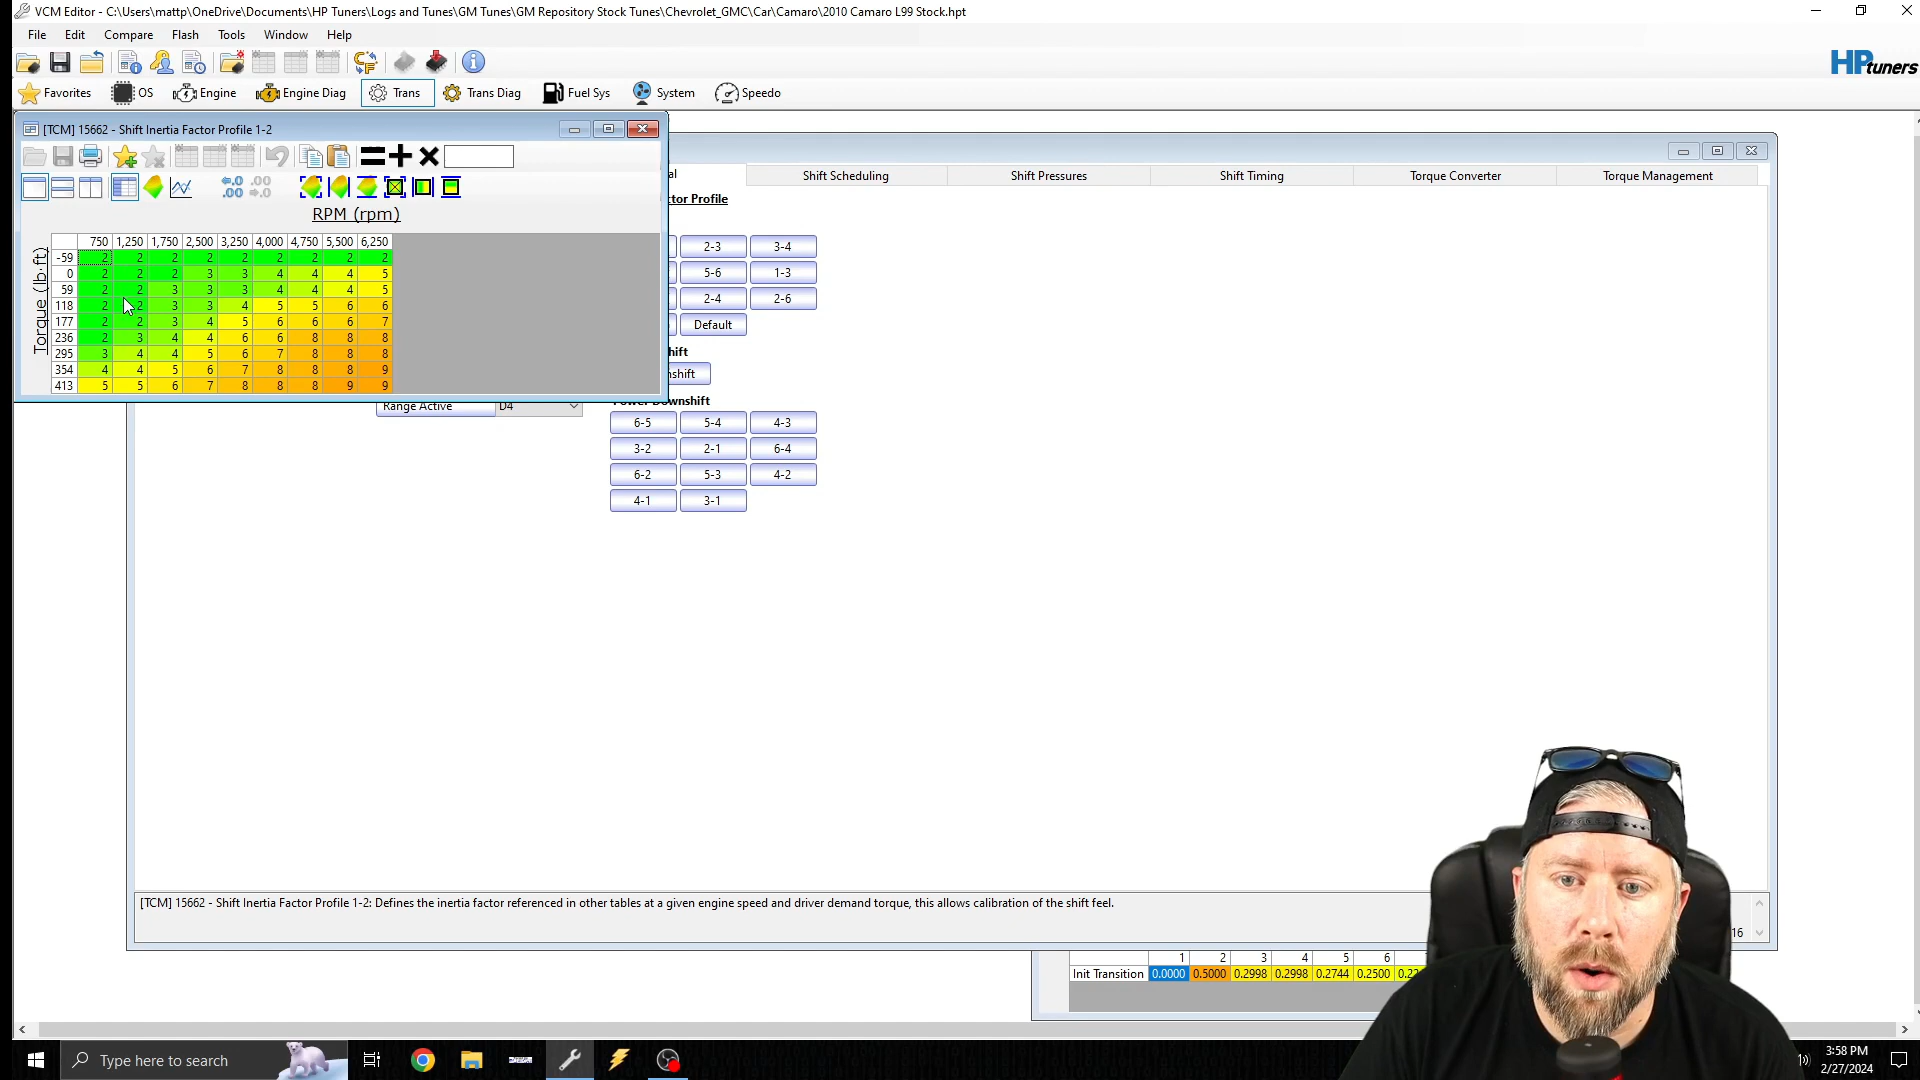 VCM Editor - C:\Users\mattp\OneDrive\Documents\HP Tuners\Logs and Tunes\GM Tunes\GM Repository Stock Tunes\Chevrolet_GMC\Car\Camaro\2010 Camaro L99 Stock.hpt
File Edit Compare Flash Tools Window Help
HPtuners
Favorites OS Engine Engine Diag Trans Trans Diag Fuel Sys System Speedo
[TCM] 15662 - Shift Inertia Factor Profile 1-2
Shift Scheduling Shift Pressures Shift Timing Torque Converter Torque Management
ctor Profile
RPM (rpm)
Torque (lb·ft)
750 1,250 1,750 2,500 3,250 4,000 4,750 5,500 6,250
-59 2 2 2 2 2 2 2 2 2
0 2 2 2 3 3 4 4 4 5
59 2 2 3 3 3 4 4 4 5
118 2 2 3 3 4 5 5 6 6
177 2 2 3 4 5 6 6 6 7
236 2 3 4 4 6 6 8 8 8
295 3 4 4 5 6 7 8 8 8
354 4 4 5 6 7 8 8 8 9
413 5 5 6 7 8 8 8 9 9
2-3 3-4
5-6 1-3
2-4 2-6
Default
Range Active D4
6-5 5-4 4-3
3-2 2-1 6-4
6-2 5-3 4-2
4-1 3-1
[TCM] 15662 - Shift Inertia Factor Profile 1-2: Defines the inertia factor referenced in other tables at a given engine speed and driver demand torque, this allows calibration of the shift feel.
16
1 2 3 4 5 6
Init Transition 0.0000 0.5000 0.2998 0.2998 0.2744 0.2500
Type here to search
3:58 PM
2/27/2024